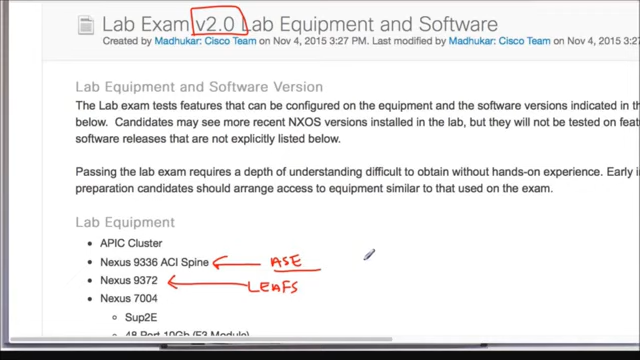 Lab Exam v2.0 Lab Equipment and Software
Created by Madhukar: Cisco Team on Nov 4, 2015 3:27 PM. Last modified by Madhukar: Cisco Team on Nov 4, 2015
Lab Equipment and Software Version
The Lab exam tests features that can be configured on the equipment and the software versions indicated in the
below. Candidates may see more recent NXOS versions installed in the lab, but they will not be tested on
software releases that are not explicitly listed below.
Passing the lab exam requires a depth of understanding difficult to obtain without hands-on experience. Early
preparation candidates should arrange access to equipment similar to that used on the exam.
Lab Equipment
• APIC Cluster
• Nexus 9336 ACI Spine ASE
• Nexus 9372 LEAFS
• Nexus 7004
Sup2E
48 Port 10Gb (F3 Module)